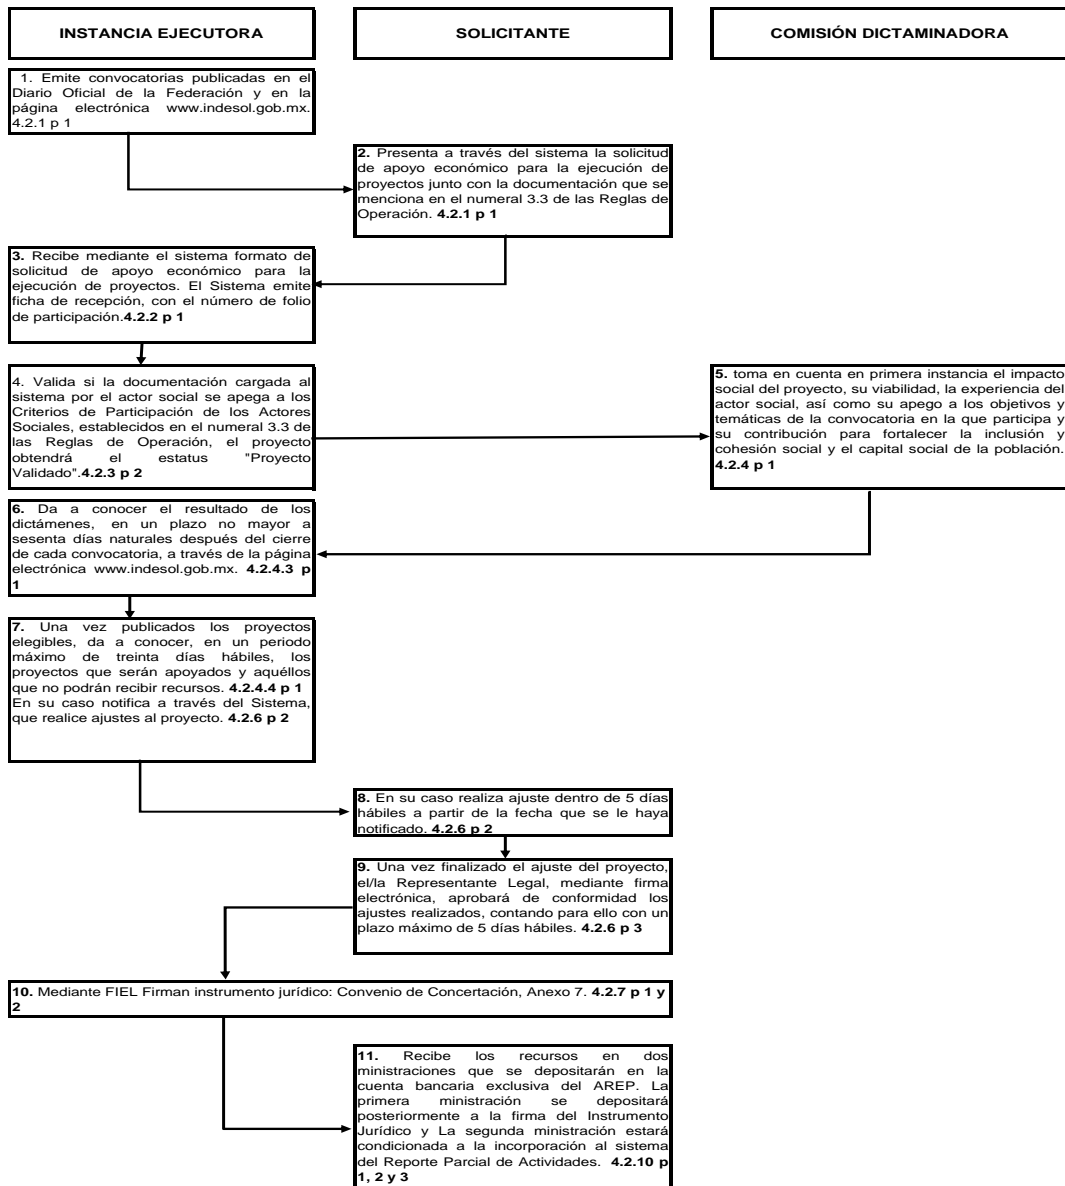 INSTANCIA EJECUTORA
SOLICITANTE
COMISIÓN DICTAMINADORA
1. Emite convocatorias publicadas en el
Diario Oficial de la Federación y en la
página electrónica www.indesol.gob.mx.
4.2.1 p 1
2. Presenta a través del sistema la solicitud
de apoyo económico para la ejecución de
proyectos junto con la documentación que se
menciona en el numeral 3.3 de las Reglas de
Operación. 4.2.1 p 1
3. Recibe mediante el sistema formato de
solicitud de apoyo económico para la
ejecución de proyectos. El Sistema emite
ficha de recepción, con el número de folio
de participación.4.2.2 p 1
4. Valida si la documentación cargada al
sistema por el actor social se apega a los
Criterios de Participación de los Actores
Sociales, establecidos en el numeral 3.3 de
las Reglas de Operación, el proyecto
obtendrá el estatus "Proyecto
Validado".4.2.3 p 2
5. toma en cuenta en primera instancia el impacto
social del proyecto, su viabilidad, la experiencia del
actor social, así como su apego a los objetivos y
temáticas de la convocatoria en la que participa y
su contribución para fortalecer la inclusión y
cohesión social y el capital social de la población.
4.2.4 p 1
6. Da a conocer el resultado de los
dictámenes, en un plazo no mayor a
sesenta días naturales después del cierre
de cada convocatoria, a través de la página
electrónica www.indesol.gob.mx. 4.2.4.3 p
1
7. Una vez publicados los proyectos
elegibles, da a conocer, en un periodo
máximo de treinta días hábiles, los
proyectos que serán apoyados y aquéllos
que no podrán recibir recursos. 4.2.4.4 p 1
En su caso notifica a través del Sistema,
que realice ajustes al proyecto. 4.2.6 p 2
8. En su caso realiza ajuste dentro de 5 días
hábiles a partir de la fecha que se le haya
notificado. 4.2.6 p 2
9. Una vez finalizado el ajuste del proyecto,
el/la Representante Legal, mediante firma
electrónica, aprobará de conformidad los
ajustes realizados, contando para ello con un
plazo máximo de 5 días hábiles. 4.2.6 p 3
10. Mediante FIEL Firman instrumento jurídico: Convenio de Concertación, Anexo 7. 4.2.7 p 1 y
2
11. Recibe los recursos en dos
ministraciones que se depositarán en la
cuenta bancaria exclusiva del AREP. La
primera ministración se depositará
posteriormente a la firma del Instrumento
Jurídico y La segunda ministración estará
condicionada a la incorporación al sistema
del Reporte Parcial de Actividades. 4.2.10 p
1, 2 y 3